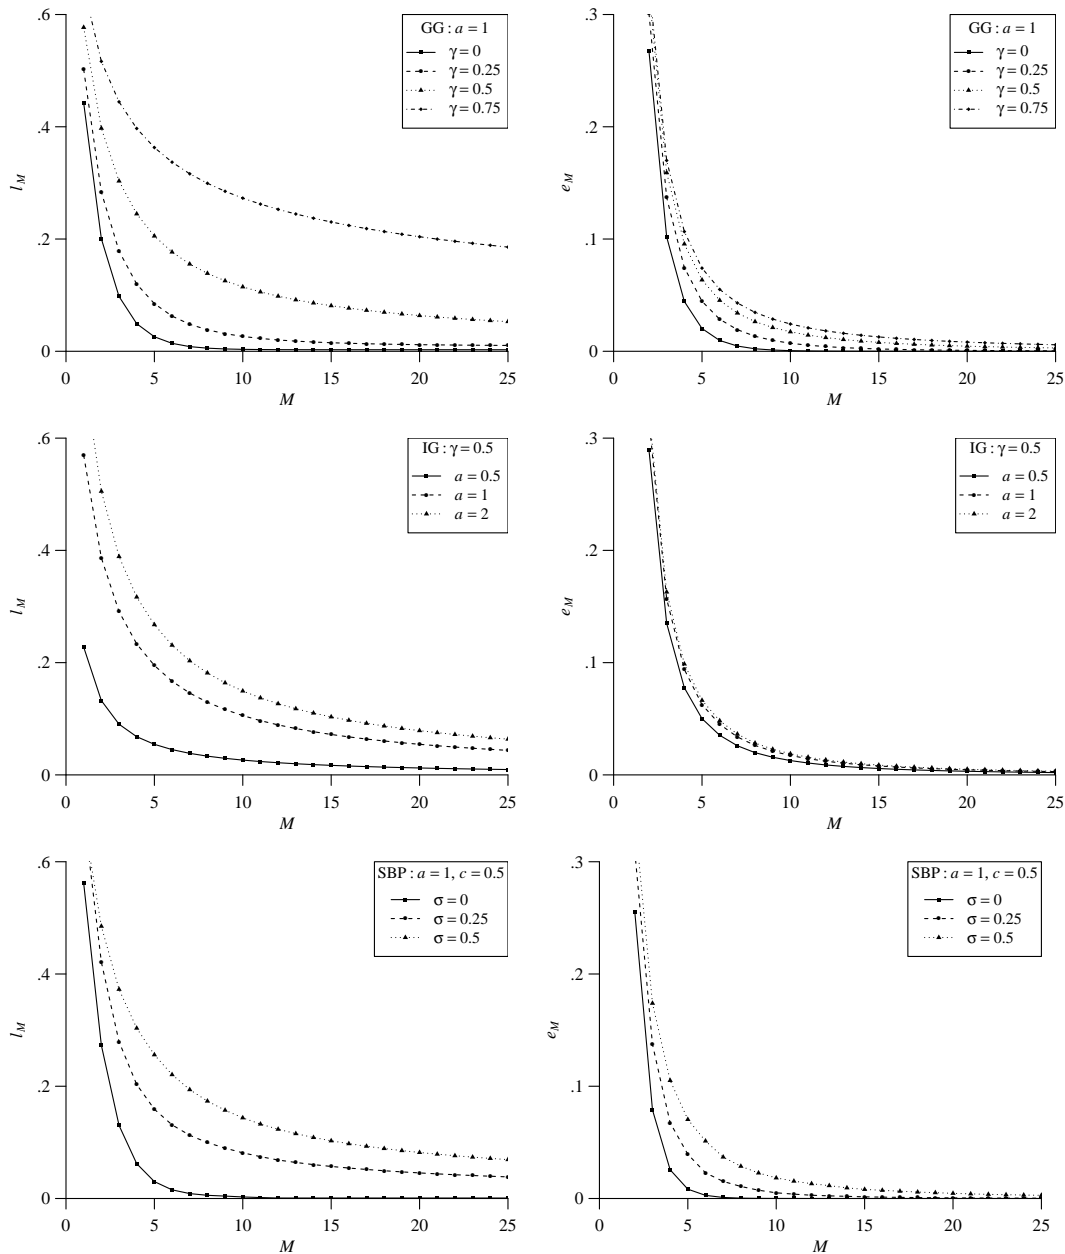 .6
.4
.2
0
l_M
0 5 10 15 20 25
M
GG : a = 1
γ = 0
γ = 0.25
γ = 0.5
γ = 0.75
.3
.2
.1
0
e_M
0 5 10 15 20 25
M
GG : a = 1
γ = 0
γ = 0.25
γ = 0.5
γ = 0.75
.6
.4
.2
0
l_M
0 5 10 15 20 25
M
IG : γ = 0.5
a = 0.5
a = 1
a = 2
.3
.2
.1
0
e_M
0 5 10 15 20 25
M
IG : γ = 0.5
a = 0.5
a = 1
a = 2
.6
.4
.2
0
l_M
0 5 10 15 20 25
M
SBP : a = 1, c = 0.5
σ = 0
σ = 0.25
σ = 0.5
.3
.2
.1
0
e_M
0 5 10 15 20 25
M
SBP : a = 1, c = 0.5
σ = 0
σ = 0.25
σ = 0.5